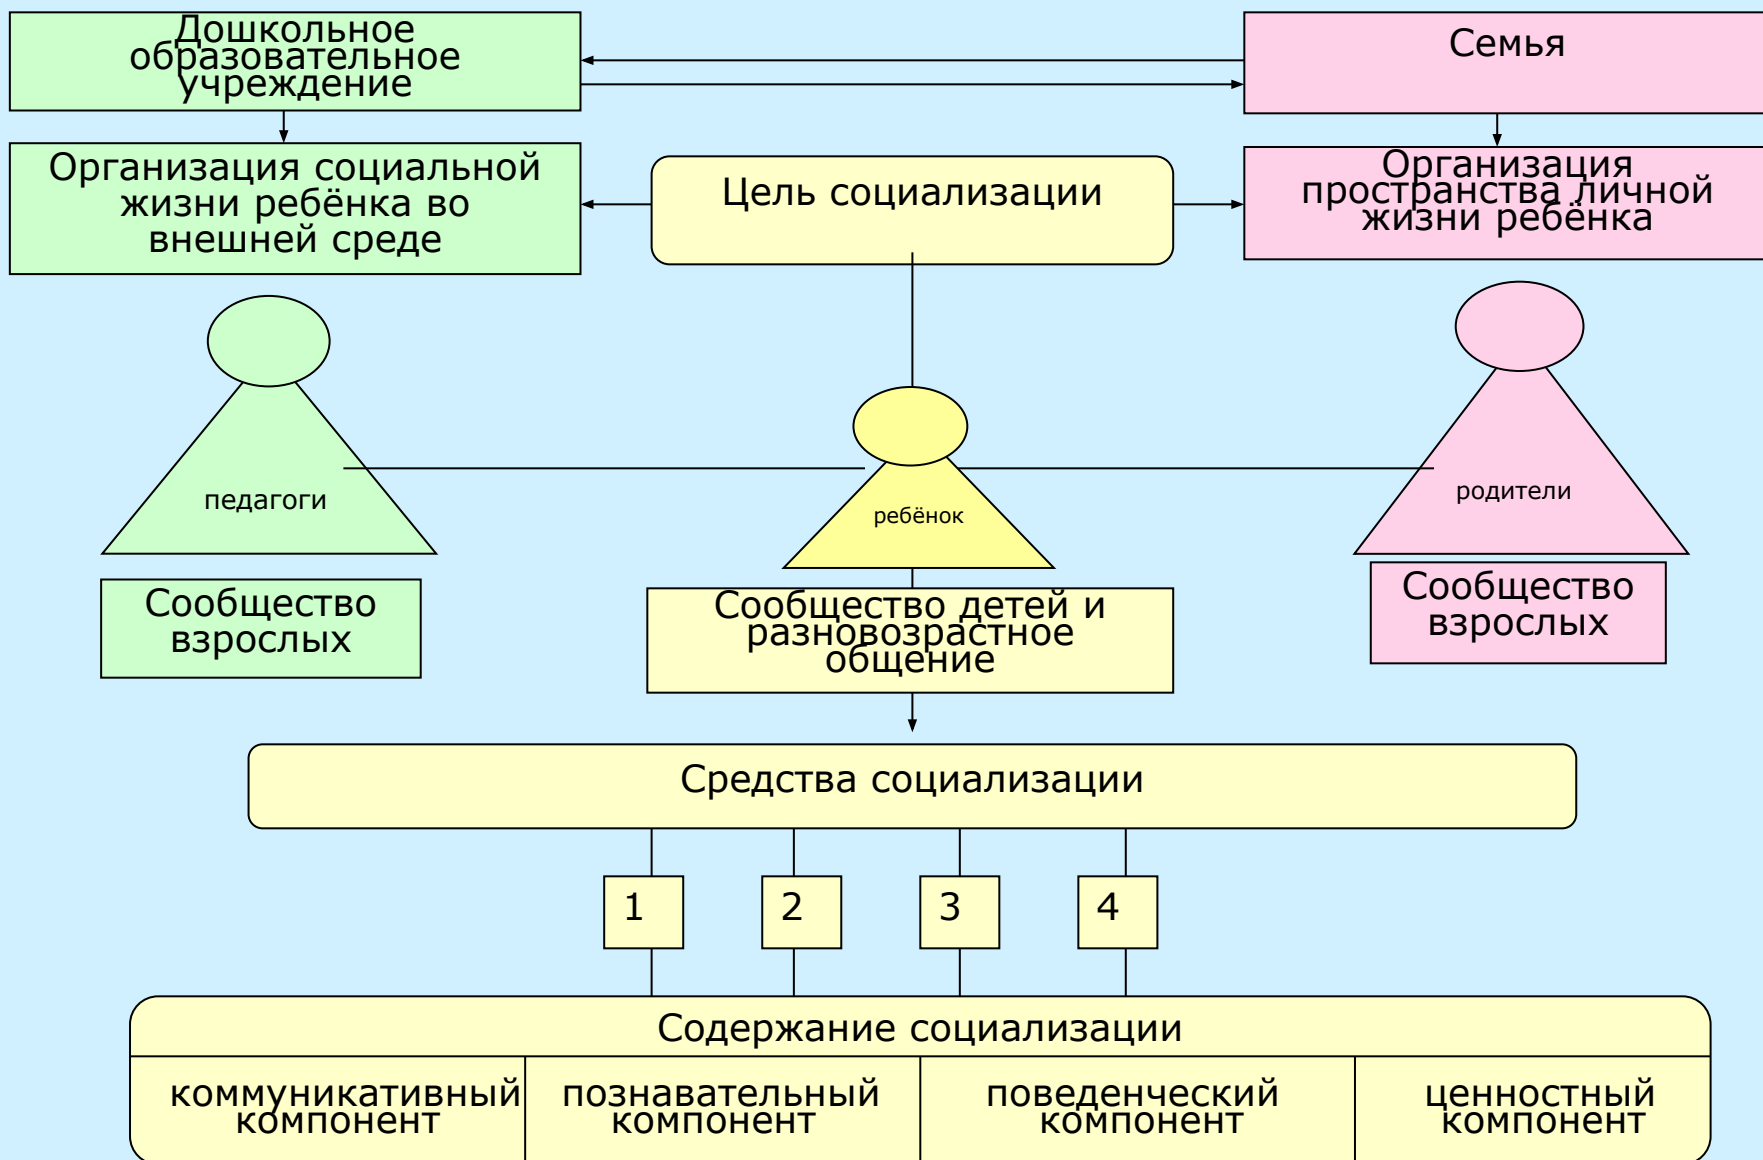 Дошкольное
образовательное
учреждение
Семья
Организация социальной
жизни ребёнка во
внешней среде
Цель социализации
Организация
пространства личной
жизни ребёнка
педагоги
ребёнок
родители
Сообщество
взрослых
Сообщество детей и
разновозрастное
общение
Сообщество
взрослых
Средства социализации
1
2
3
4
Содержание социализации
коммуникативный
компонент
познавательный
компонент
поведенческий
компонент
ценностный
компонент